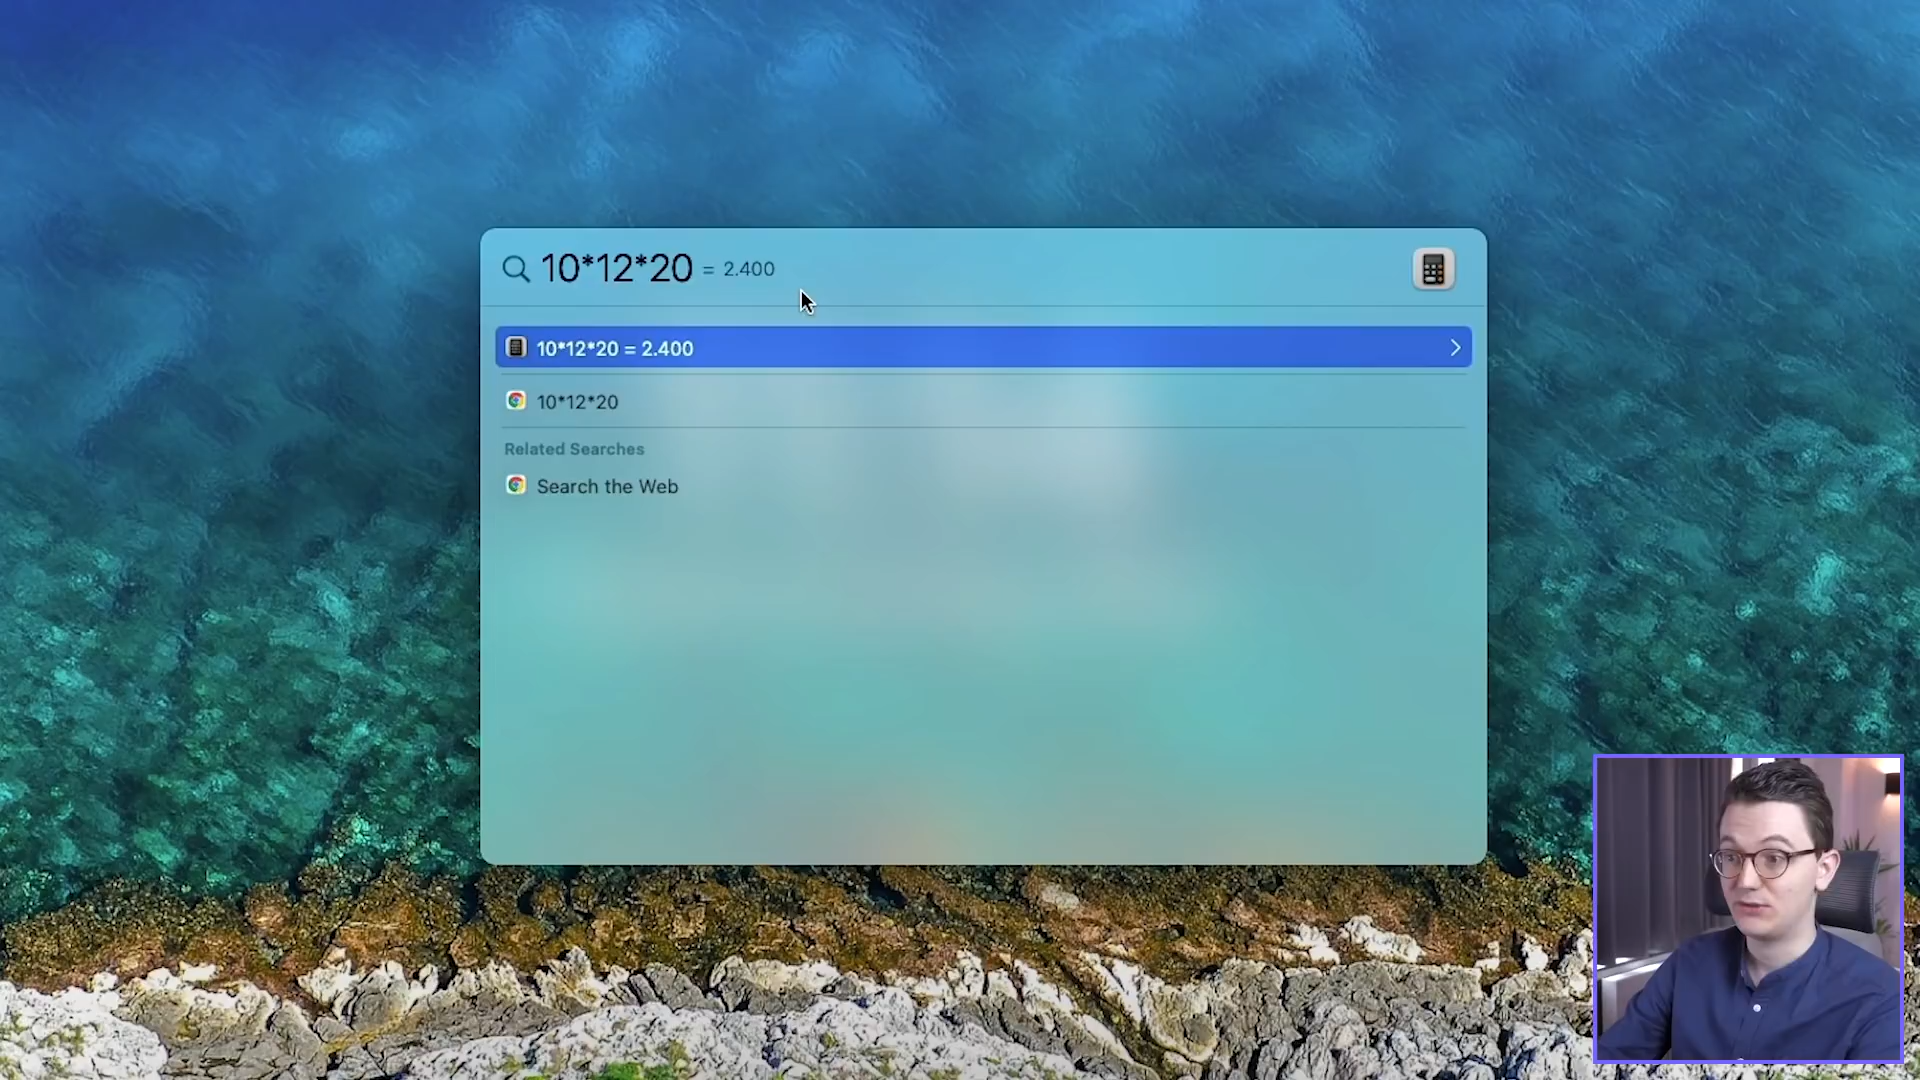 10*12*20 = 2.400
10*12*20 = 2.400
10*12*20
Related Searches
Search the Web